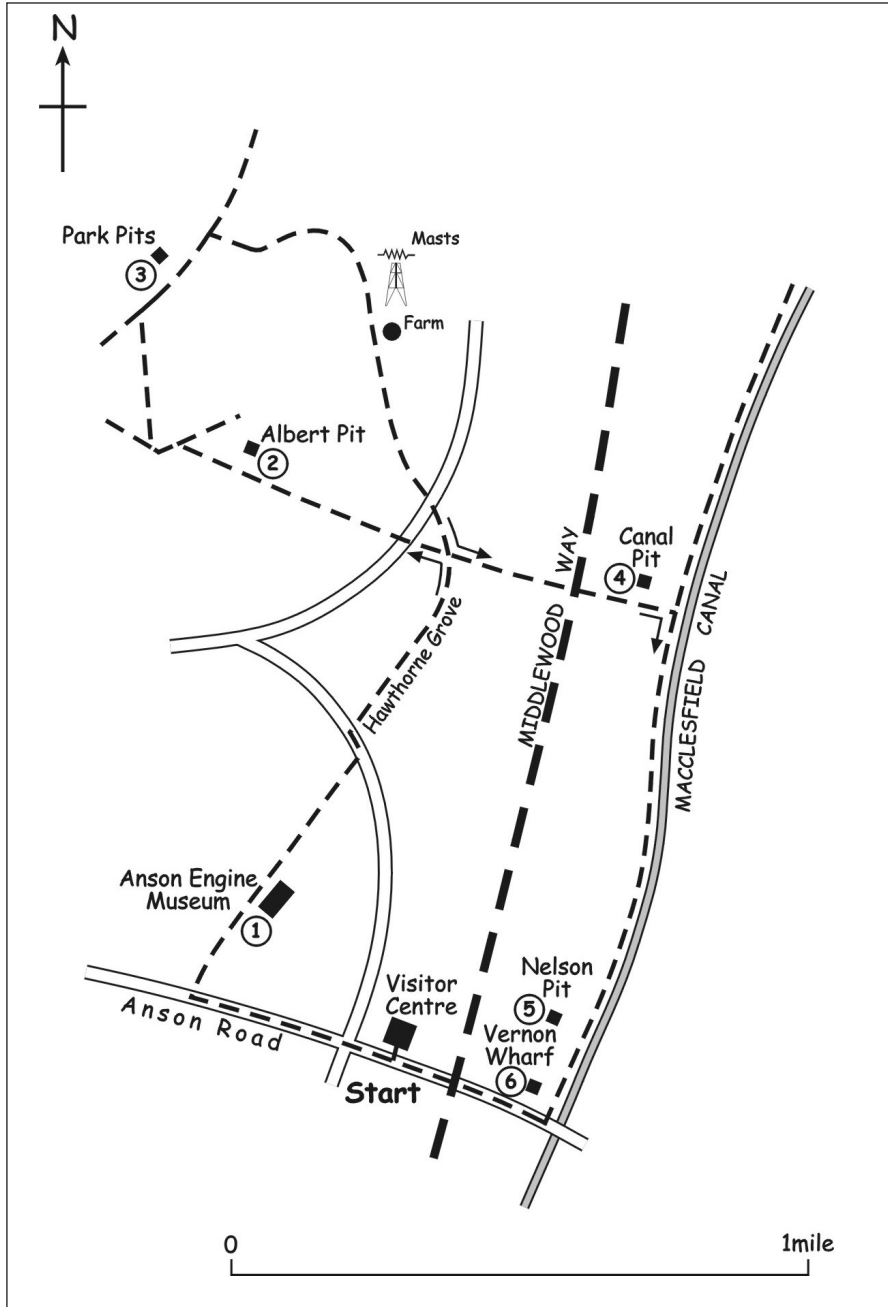 N
Masts
Park Pits
3
Farm
Albert Pit
2
Canal
Pit
4
MIDDLEWOOD WAY
MACCLESFIELD CANAL
Hawthorne Grove
Anson Engine
Museum
1
Nelson
Pit
5
Visitor
Centre
Vernon
Wharf
6
Anson Road
Start
0
1mile